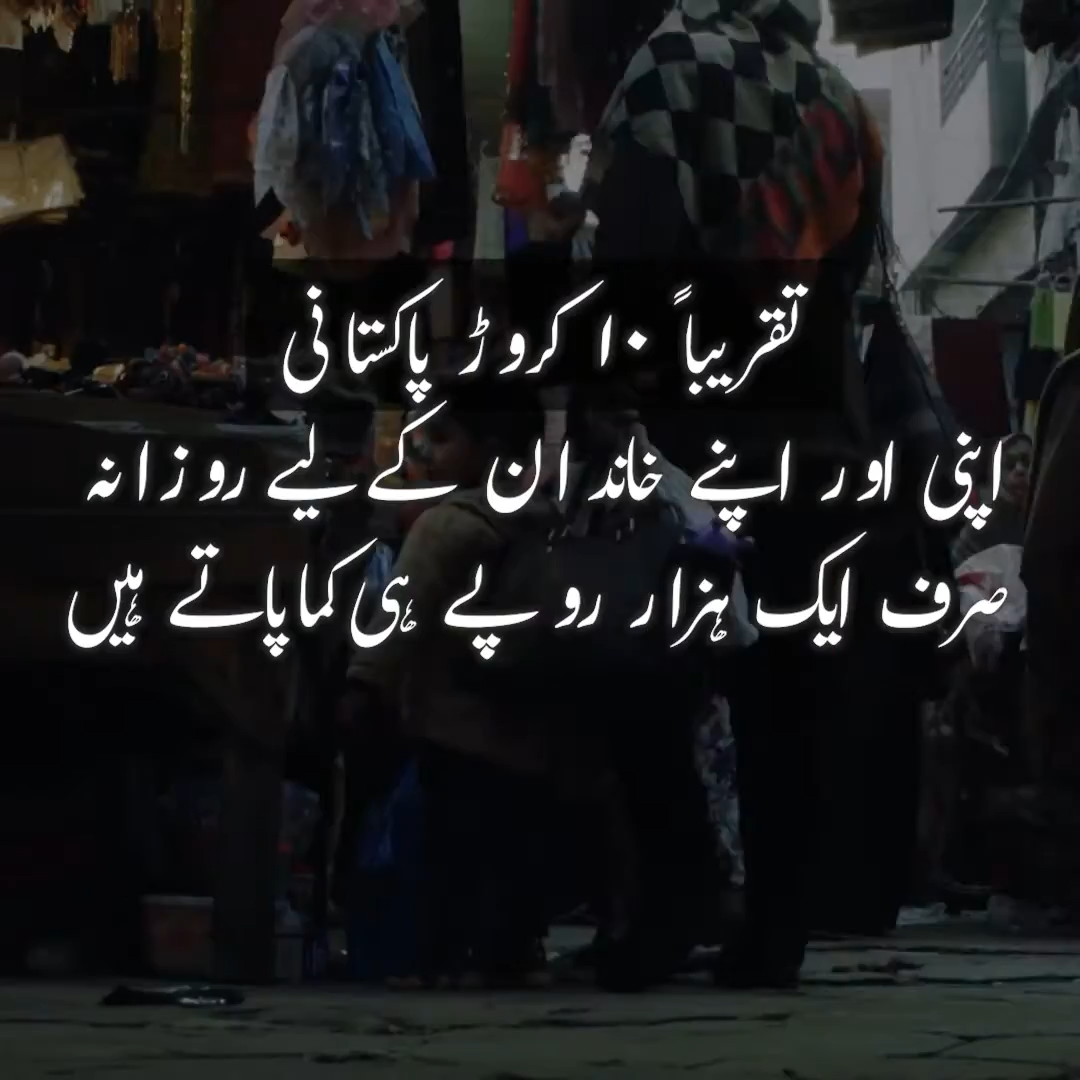 تقریباً ۱۰ کروڑ پاکستانی
اپنی اور اپنے خاندان کے لیے روزانہ
صرف ایک ہزار روپے ہی کما پاتے ہیں